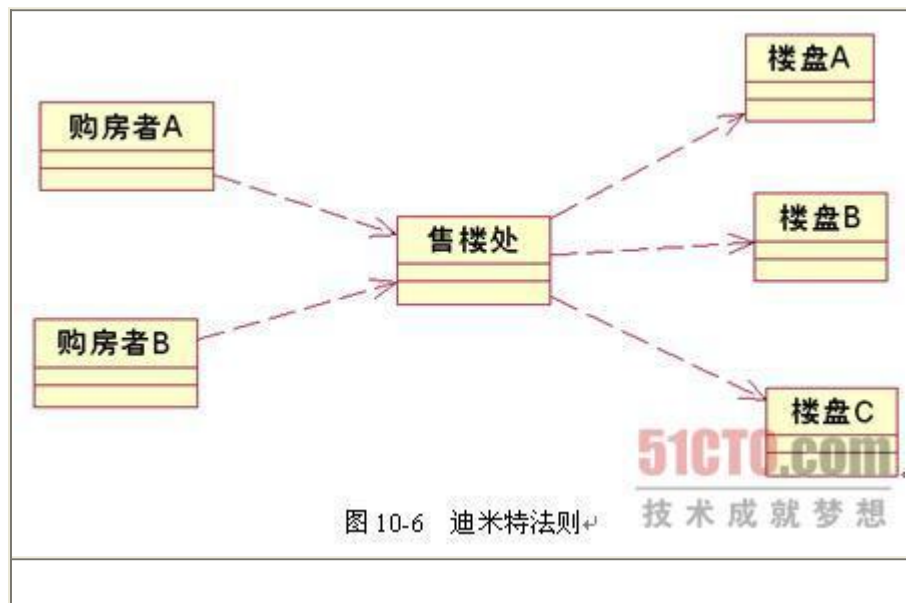 楼盘A
购房者A
楼盘B
售楼处
购房者B
楼盘C
51CTO.com
技术成就梦想
图 10-6 迪米特法则↵